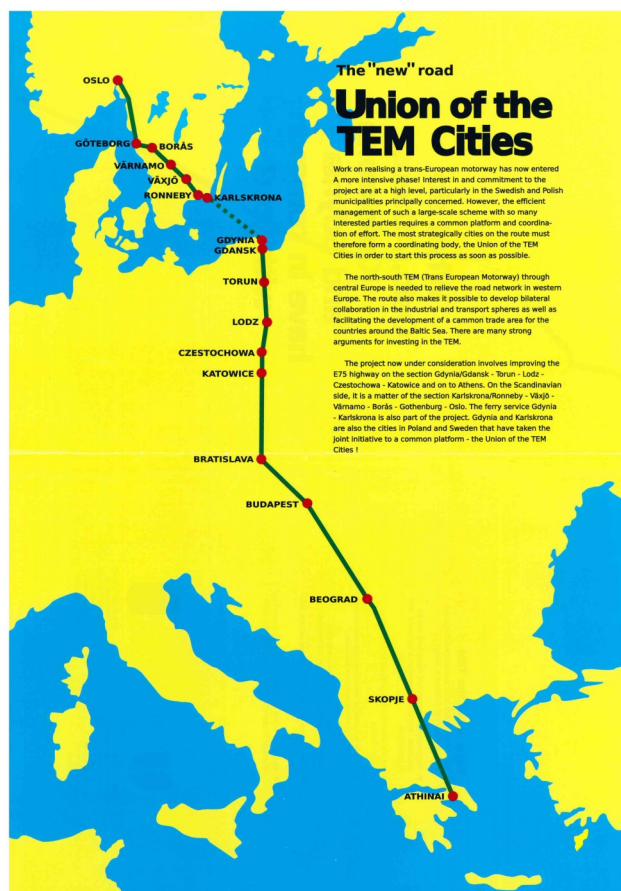 The "new" road
Union of the
TEM Cities
Work on realising a trans-European motorway has now entered
A more intensive phase! Interest in and commitment to the
project are at a high level, particularly in the Swedish and Polish
municipalities principally concerned. However, the efficient
management of such a large-scale scheme with so many
interested parties requires a common platform and coordina-
tion of effort. The most strategically cities on the route must
therefore form a coordinating body, the Union of the TEM
Cities in order to start this process as soon as possible.
The north-south TEM (Trans European Motorway) through
central Europe is needed to relieve the road network in western
Europe. The route also makes it possible to develop bilateral
collaboration in the industrial and transport spheres as well as
facilitating the development of a cammon trade area for the
countries around the Baltic Sea. There are many strong
arguments for investing in the TEM.
The project now under consideration involves improving the
E75 highway on the section Gdynia/Gdansk - Torun - Lodz -
Czestochowa - Katowice and on to Athens. On the Scandinavian
side, it is a matter of the section Karlskrona/Ronneby - Växjö -
Värnamo - Borås - Gothenburg - Oslo. The ferry service Gdynia
- Karlskrona is also part of the project. Gdynia and Karlskrona
are also the cities in Poland and Sweden that have taken the
joint initiative to a common platform - the Union of the TEM
Cities !
OSLO
GÖTEBORG
BORÅS
VÄRNAMO
VÄXJÖ
RONNEBY
KARLSKRONA
GDYNIA
GDANSK
TORUN
LODZ
CZESTOCHOWA
KATOWICE
BRATISLAVA
BUDAPEST
BEOGRAD
SKOPJE
ATHINAI